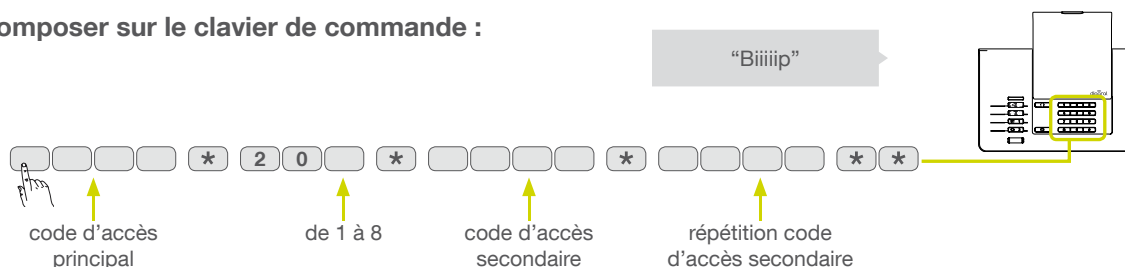 omposer sur le clavier de commande :
“Biiiiip”
* 2 0 * * * *
code d’accès
principal
de 1 à 8
code d’accès
secondaire
répétition code
d’accès secondaire